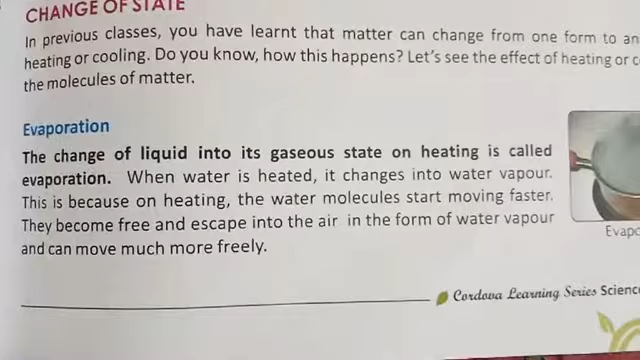 CHANGE OF STATE
In previous classes, you have learnt that matter can change from one form to
heating or cooling. Do you know, how this happens? Let's see the effect of heating or
the molecules of matter.
Evaporation
The change of liquid into its gaseous state on heating is called
evaporation. When water is heated, it changes into water vapour.
This is because on heating, the water molecules start moving faster.
They become free and escape into the air in the form of water vapour
and can move much more freely.
Cordova Learning Series